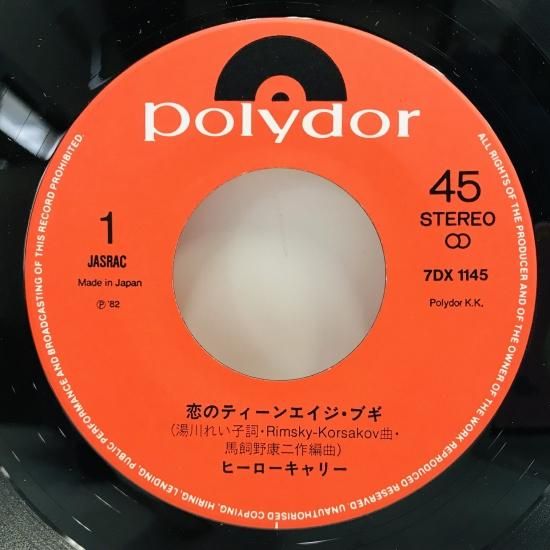 polydor
1
JASRAC
Made in Japan
Ⓟ '82
45
STEREO
7DX 1145
Polydor K.K.
恋のティーンエイジ・ブギ
(湯川れい子詞・Rimsky-Korsakov曲・
馬飼野康二作編曲)
ヒーローキャリー
ALL RIGHTS OF THE PRODUCER AND OF THE OWNER OF THE WORK REPRODUCED RESERVED. UNAUTHORISED COPYING, HIRING, LENDING, PUBLIC PERFORMANCE AND BROADCASTING OF THIS RECORD PROHIBITED.